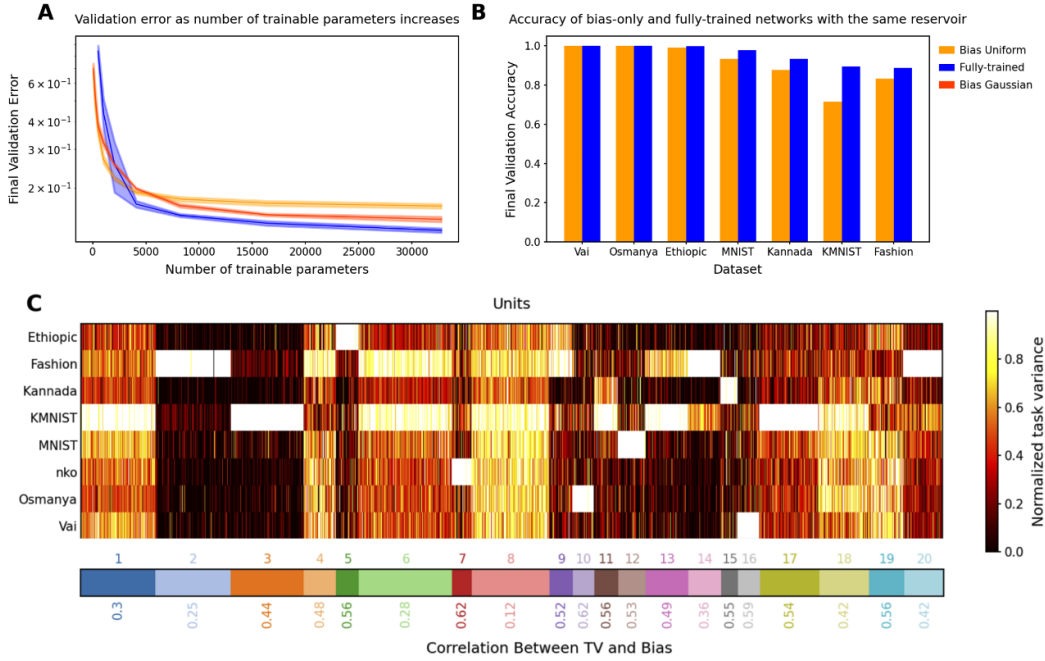 A
Validation error as number of trainable parameters increases
Final Validation Error
6 × 10⁻¹
4 × 10⁻¹
3 × 10⁻¹
2 × 10⁻¹
0 5000 10000 15000 20000 25000 30000
Number of trainable parameters
B
Accuracy of bias-only and fully-trained networks with the same reservoir
Final Validation Accuracy
1.0
0.8
0.6
0.4
0.2
0.0
Vai Osmanya Ethiopic MNIST Kannada KMNIST Fashion
Dataset
Bias Uniform
Fully-trained
Bias Gaussian
C
Units
Ethiopic
Fashion
Kannada
KMNIST
MNIST
nko
Osmanya
Vai
0.8
0.6
0.4
0.2
0.0
Normalized task variance
1 2 3 4 5 6 7 8 9 10 11 12 13 14 15 16 17 18 19 20
0.3 0.25 0.44 0.48 0.56 0.28 0.62 0.12 0.52 0.62 0.56 0.53 0.49 0.36 0.55 0.59 0.54 0.42 0.56 0.42
Correlation Between TV and Bias